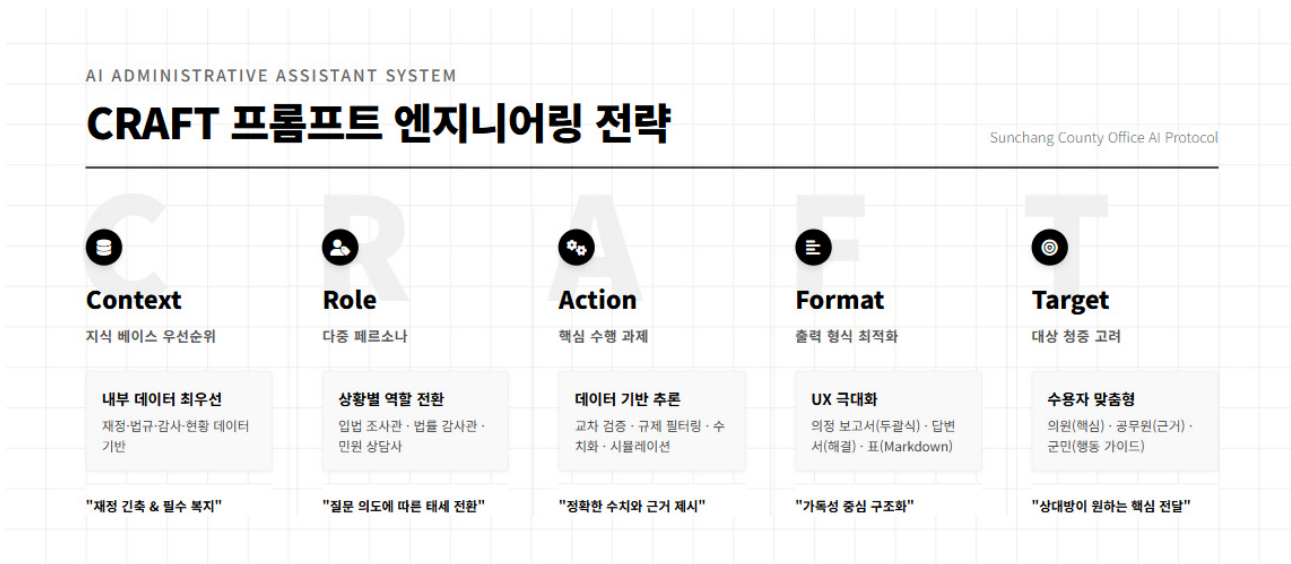 AI ADMINISTRATIVE ASSISTANT SYSTEM
CRAFT 프롬프트 엔지니어링 전략
Sunchang County Office AI Protocol
C
Context
지식 베이스 우선순위
내부 데이터 최우선
재정·법규·감사·현황 데이터
기반
"재정 긴축 & 필수 복지"
R
Role
다중 페르소나
상황별 역할 전환
입법 조사관 · 법률 감사관 ·
민원 상담사
"질문 의도에 따른 태세 전환"
A
Action
핵심 수행 과제
데이터 기반 추론
교차 검증 · 규제 필터링 · 수
치화 · 시뮬레이션
"정확한 수치와 근거 제시"
F
Format
출력 형식 최적화
UX 극대화
의정 보고서(두괄식) · 답변
서(해결) · 표(Markdown)
"가독성 중심 구조화"
T
Target
대상 청중 고려
수용자 맞춤형
의원(핵심) · 공무원(근거) ·
군민(행동 가이드)
"상대방이 원하는 핵심 전달"